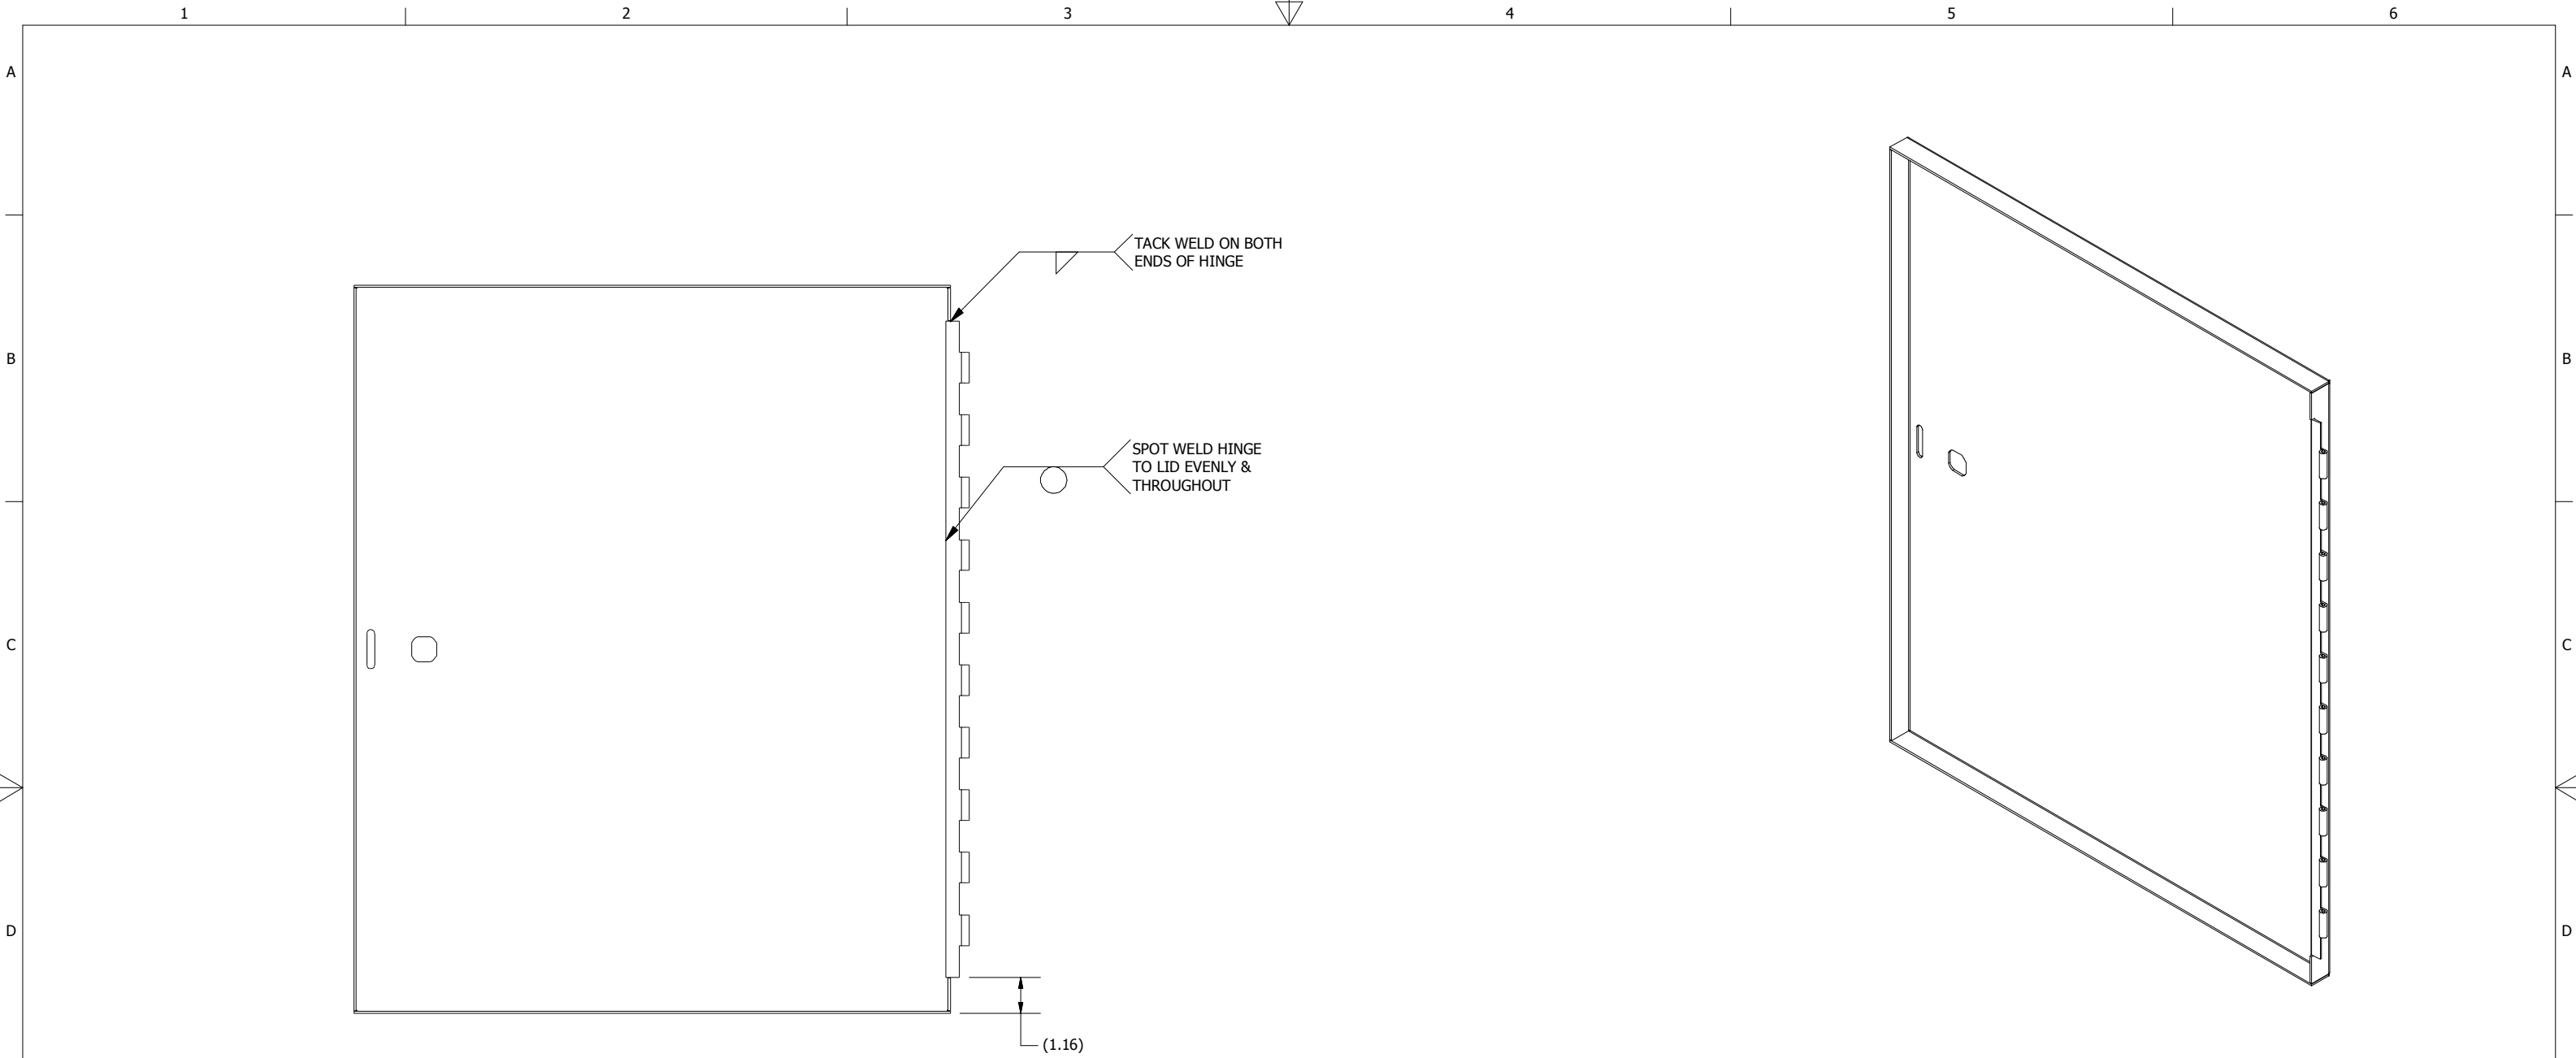 1 2 3 4 5 6
A A
TACK WELD ON BOTH
ENDS OF HINGE
B B
SPOT WELD HINGE
TO LID EVENLY &
THROUGHOUT
C C
D D
(1.16)